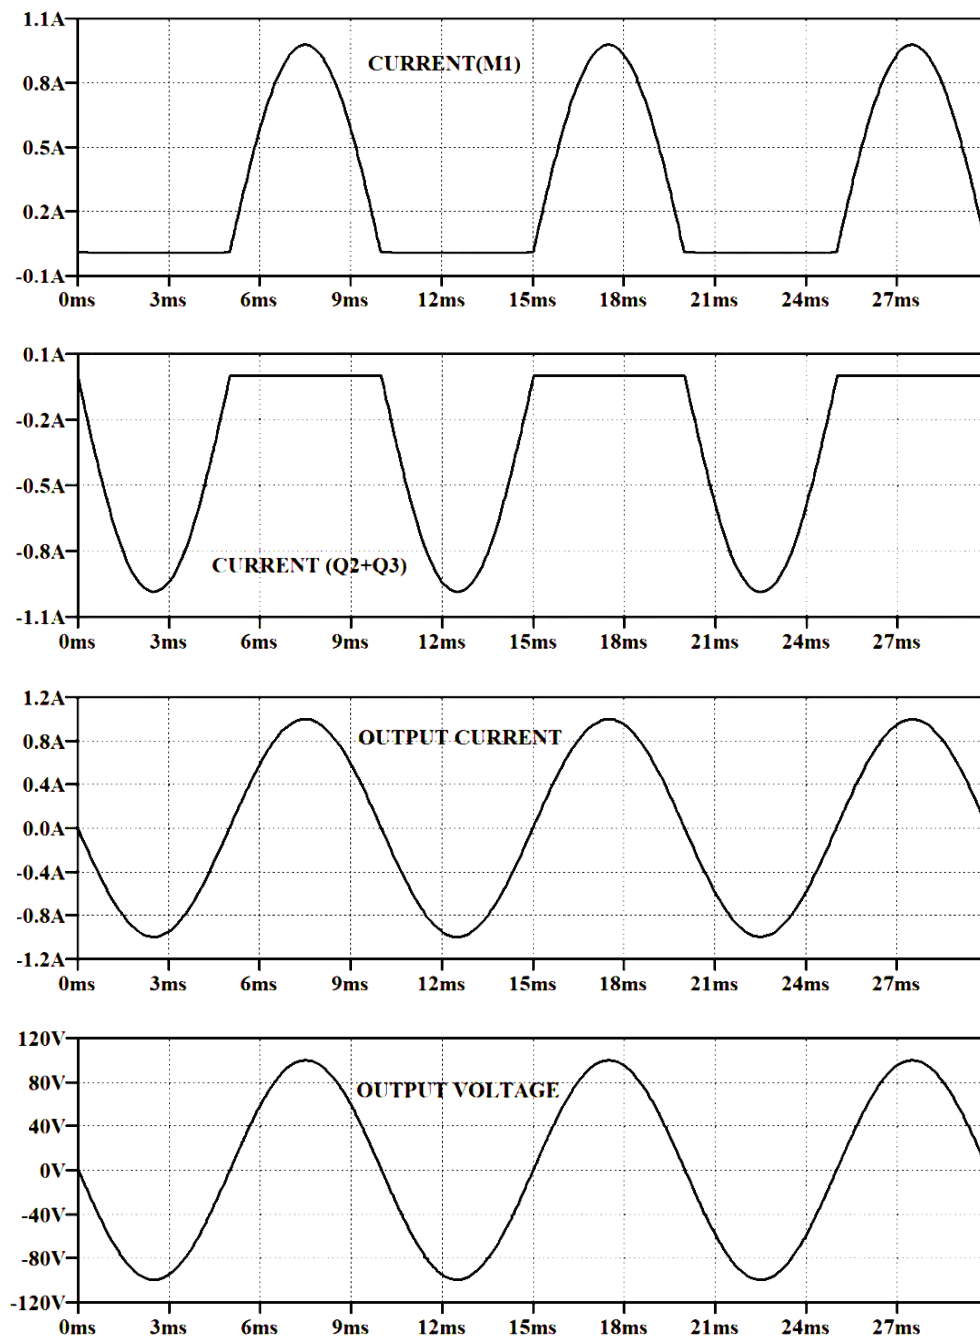 1.1A
CURRENT(M1)
0.8A
0.5A
0.2A
-0.1A
0ms 3ms 6ms 9ms 12ms 15ms 18ms 21ms 24ms 27ms
0.1A
-0.2A
-0.5A
-0.8A
CURRENT (Q2+Q3)
-1.1A
0ms 3ms 6ms 9ms 12ms 15ms 18ms 21ms 24ms 27ms
1.2A
OUTPUT CURRENT
0.8A
0.4A
0.0A
-0.4A
-0.8A
-1.2A
0ms 3ms 6ms 9ms 12ms 15ms 18ms 21ms 24ms 27ms
120V
OUTPUT VOLTAGE
80V
40V
0V
-40V
-80V
-120V
0ms 3ms 6ms 9ms 12ms 15ms 18ms 21ms 24ms 27ms